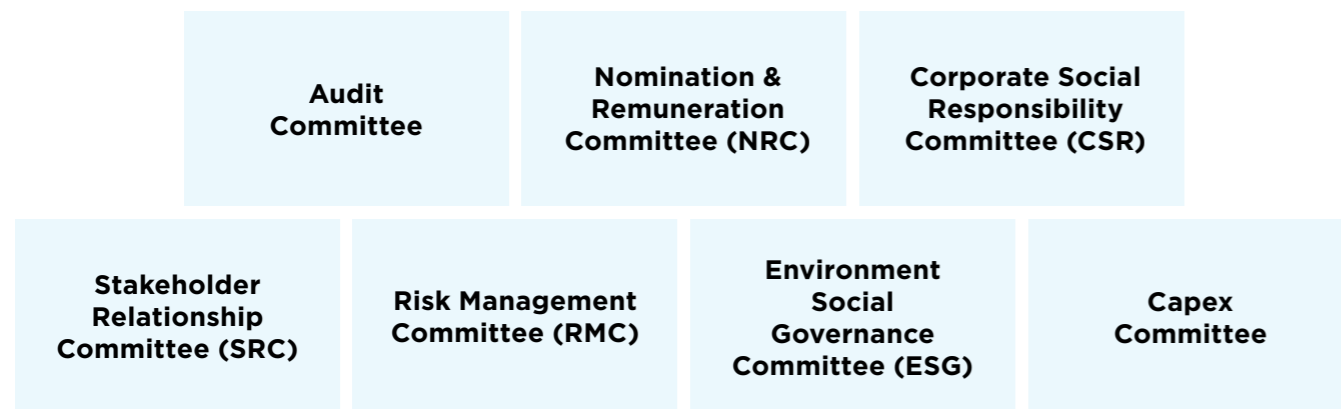 Audit
Committee
Nomination &
Remuneration
Committee (NRC)
Corporate Social
Responsibility
Committee (CSR)
Stakeholder
Relationship
Committee (SRC)
Risk Management
Committee (RMC)
Environment
Social
Governance
Committee (ESG)
Capex
Committee